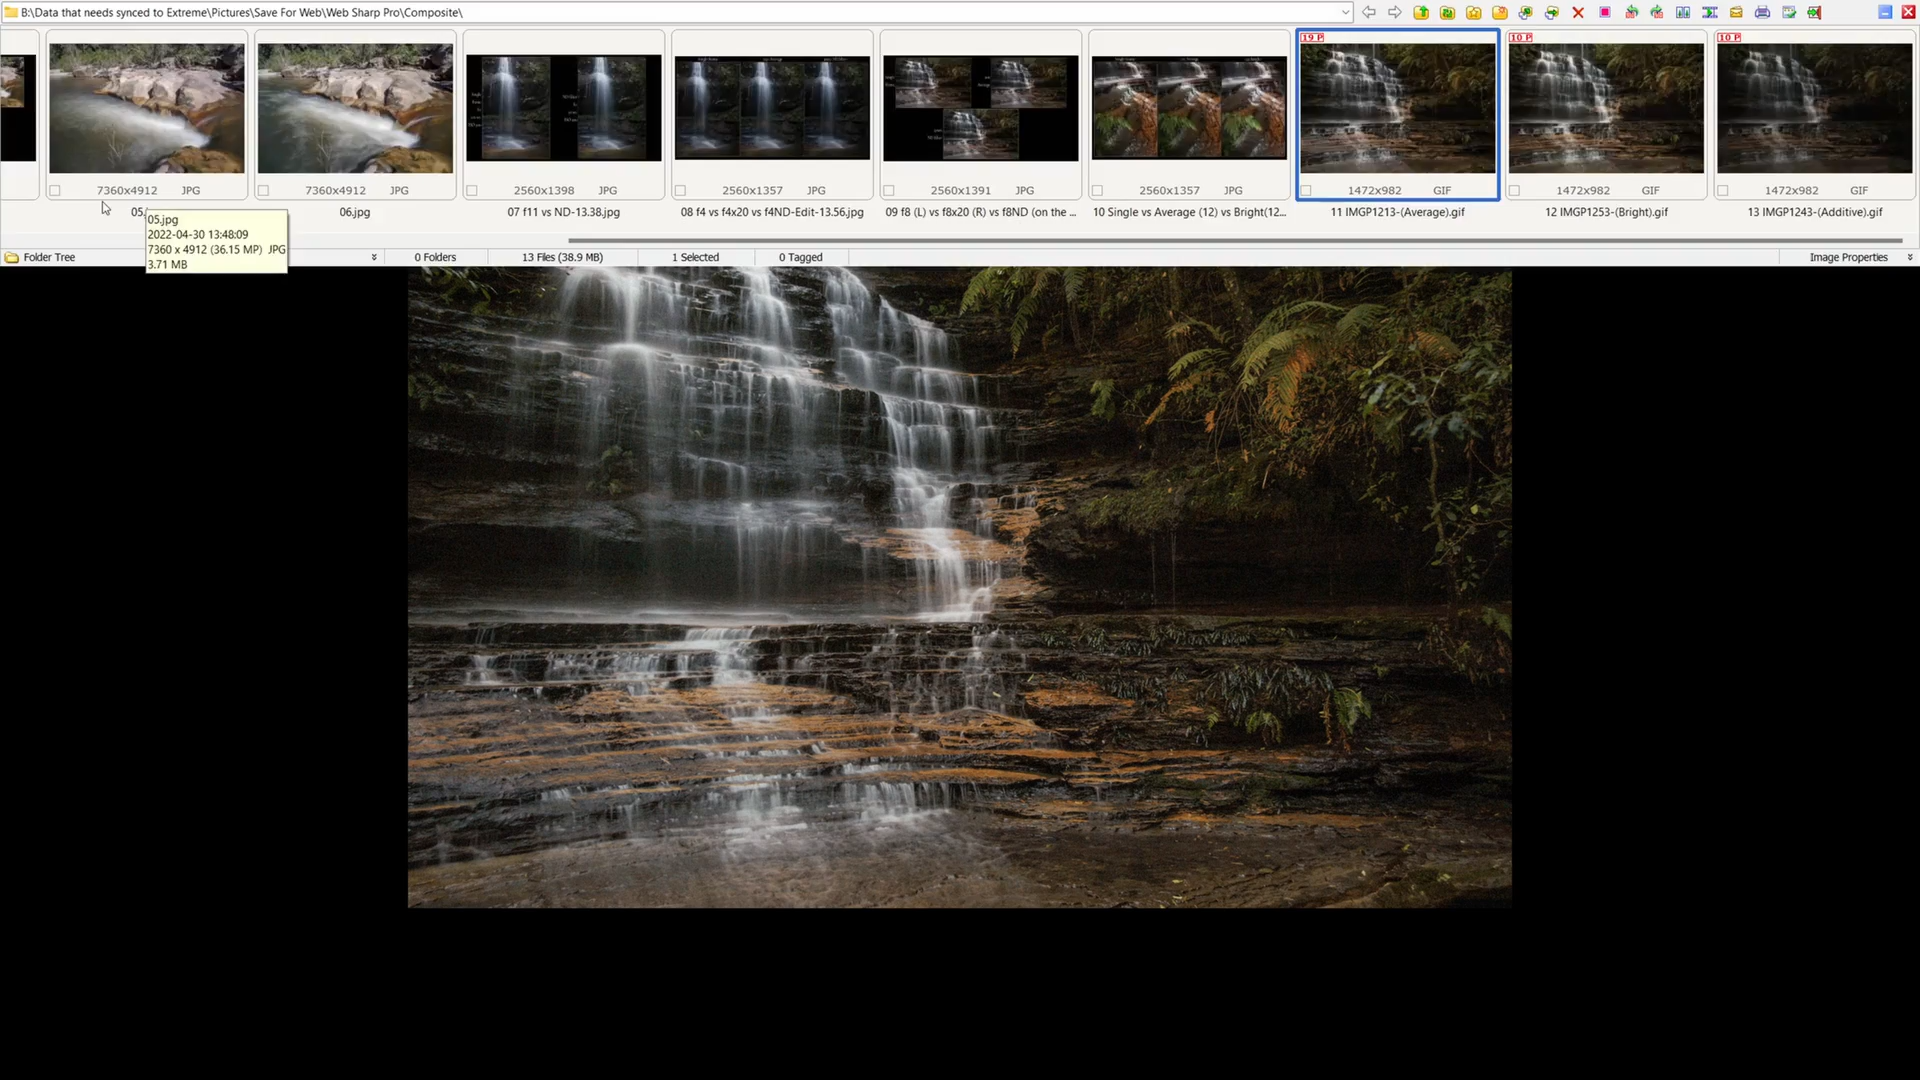 B:\Data that needs synced to Extreme\Pictures\Save For Web\Web Sharp Pro\Composite\
19 P
10 P
10 P
7360x4912 JPG
7360x4912 JPG
2560x1398 JPG
2560x1357 JPG
2560x1391 JPG
2560x1357 JPG
1472x982 GIF
1472x982 GIF
1472x982 GIF
05.
06.jpg
07 f11 vs ND-13.38.jpg
08 f4 vs f4x20 vs f4ND-Edit-13.56.jpg
09 f8 (L) vs f8x20 (R) vs f8ND (on the ...
10 Single vs Average (12) vs Bright(12...
11 IMGP1213-(Average).gif
12 IMGP1253-(Bright).gif
13 IMGP1243-(Additive).gif
05.jpg
2022-04-30 13:48:09
7360 x 4912 (36.15 MP) JPG
3.71 MB
Folder Tree
0 Folders
13 Files (38.9 MB)
1 Selected
0 Tagged
Image Properties